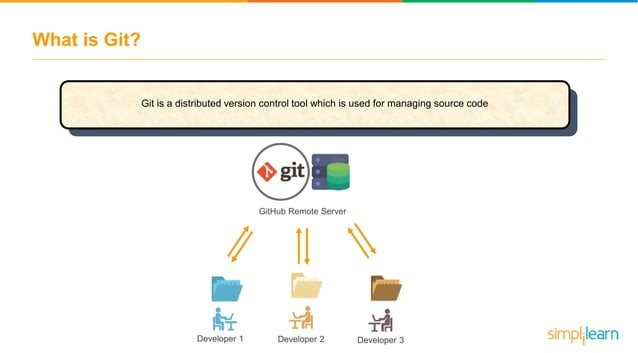 What is Git?
Git is a distributed version control tool which is used for managing source code
git
GitHub Remote Server
Developer 1
Developer 2
Developer 3
simplilearn